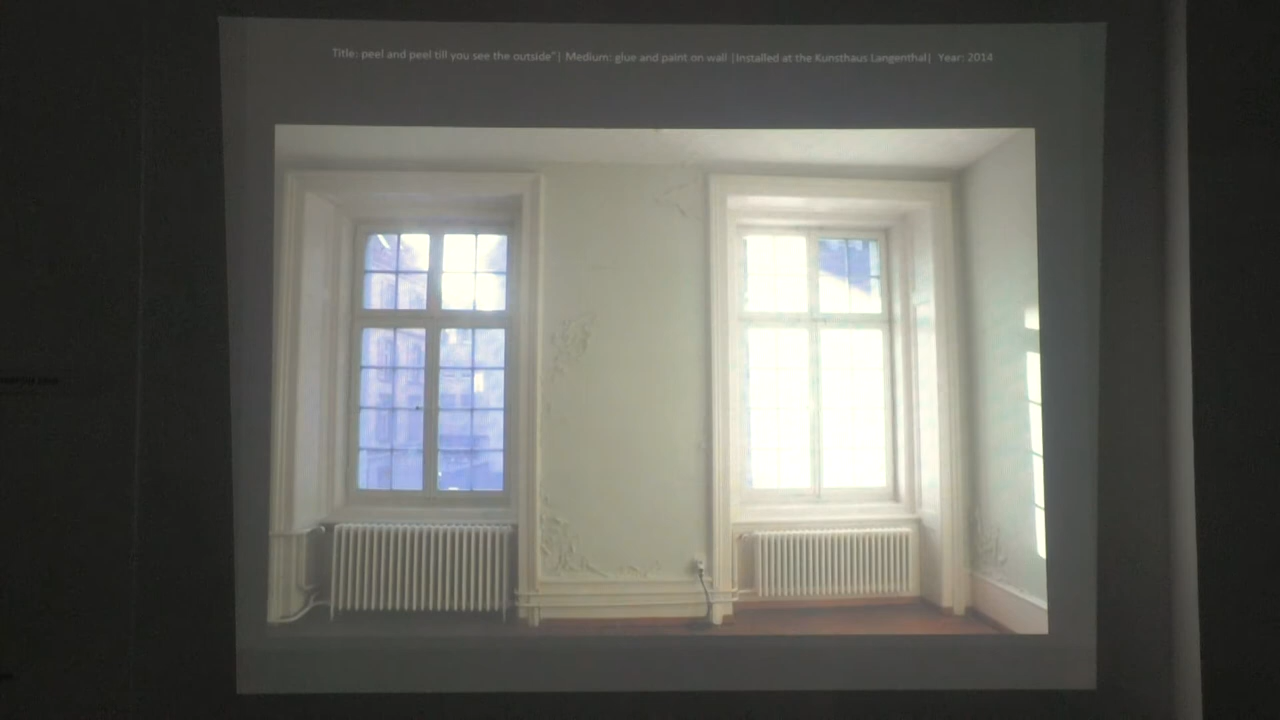 Title: peel and peel till you see the outside"| Medium: glue and paint on wall |Installed at the Kunsthaus Langenthal| Year: 2014